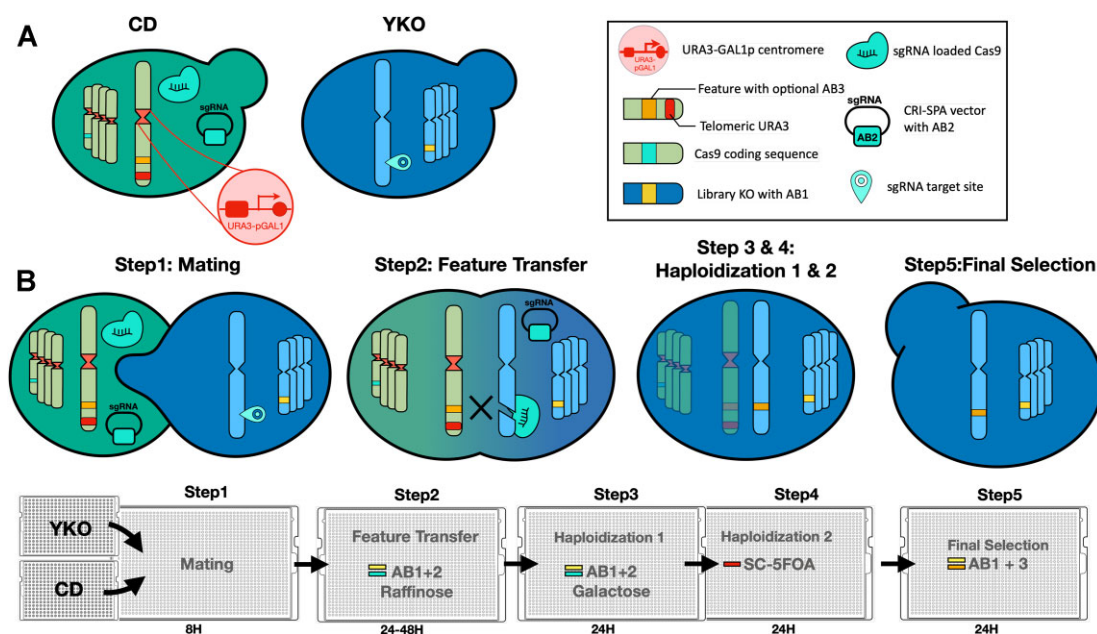 A
CD
YKO
sgRNA
AB2
URA3-pGAL1
URA3-
pGAL1
URA3-GAL1p centromere
Feature with optional AB3
Telomeric URA3
Cas9 coding sequence
Library KO with AB1
sgRNA loaded Cas9
sgRNA
AB2
CRI-SPA vector
with AB2
sgRNA target site
B
Step1: Mating
Step2: Feature Transfer
Step 3 & 4:
Haploidization 1 & 2
Step5:Final Selection
sgRNA
sgRNA
YKO
CD
Step1
Mating
8H
Step2
Feature Transfer
AB1+2
Raffinose
24-48H
Step3
Haploidization 1
AB1+2
Galactose
24H
Step4
Haploidization 2
SC-5FOA
24H
Step5
Final Selection
AB1 + 3
24H